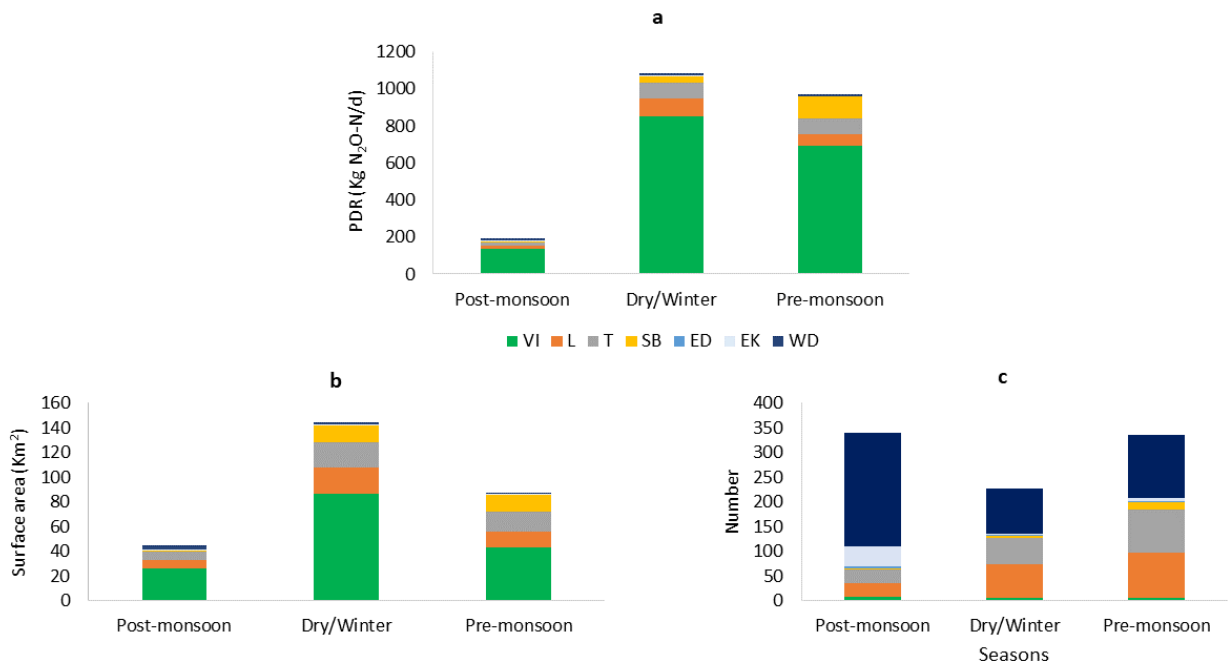 a
1200
1000
800
600
400
200
0
PDR (Kg N₂O-N/d)
Post-monsoon Dry/Winter Pre-monsoon
VI L T SB ED EK WD
b
160
140
120
100
80
60
40
20
0
Surface area (Km²)
Post-monsoon Dry/Winter Pre-monsoon
c
400
350
300
250
200
150
100
50
0
Number
Post-monsoon Dry/Winter Pre-monsoon
Seasons